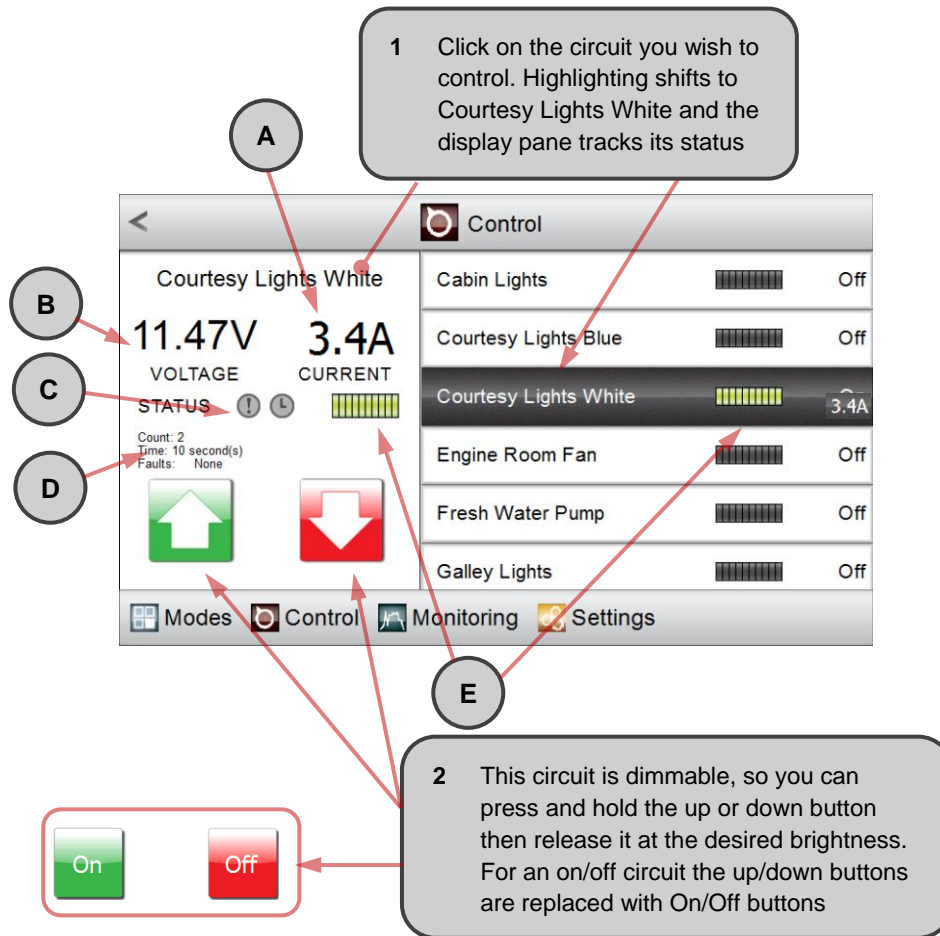 1 Click on the circuit you wish to
control. Highlighting shifts to
Courtesy Lights White and the
display pane tracks its status
A
< Control
Courtesy Lights White
B
11.47V 3.4A
VOLTAGE CURRENT
C
STATUS
Count: 2
Time: 10 second(s)
Faults: None
D
Cabin Lights Off
Courtesy Lights Blue Off
Courtesy Lights White 3.4A
Engine Room Fan Off
Fresh Water Pump Off
Galley Lights Off
Modes Control Monitoring Settings
E
2 This circuit is dimmable, so you can
press and hold the up or down button
then release it at the desired brightness.
For an on/off circuit the up/down buttons
are replaced with On/Off buttons
On Off